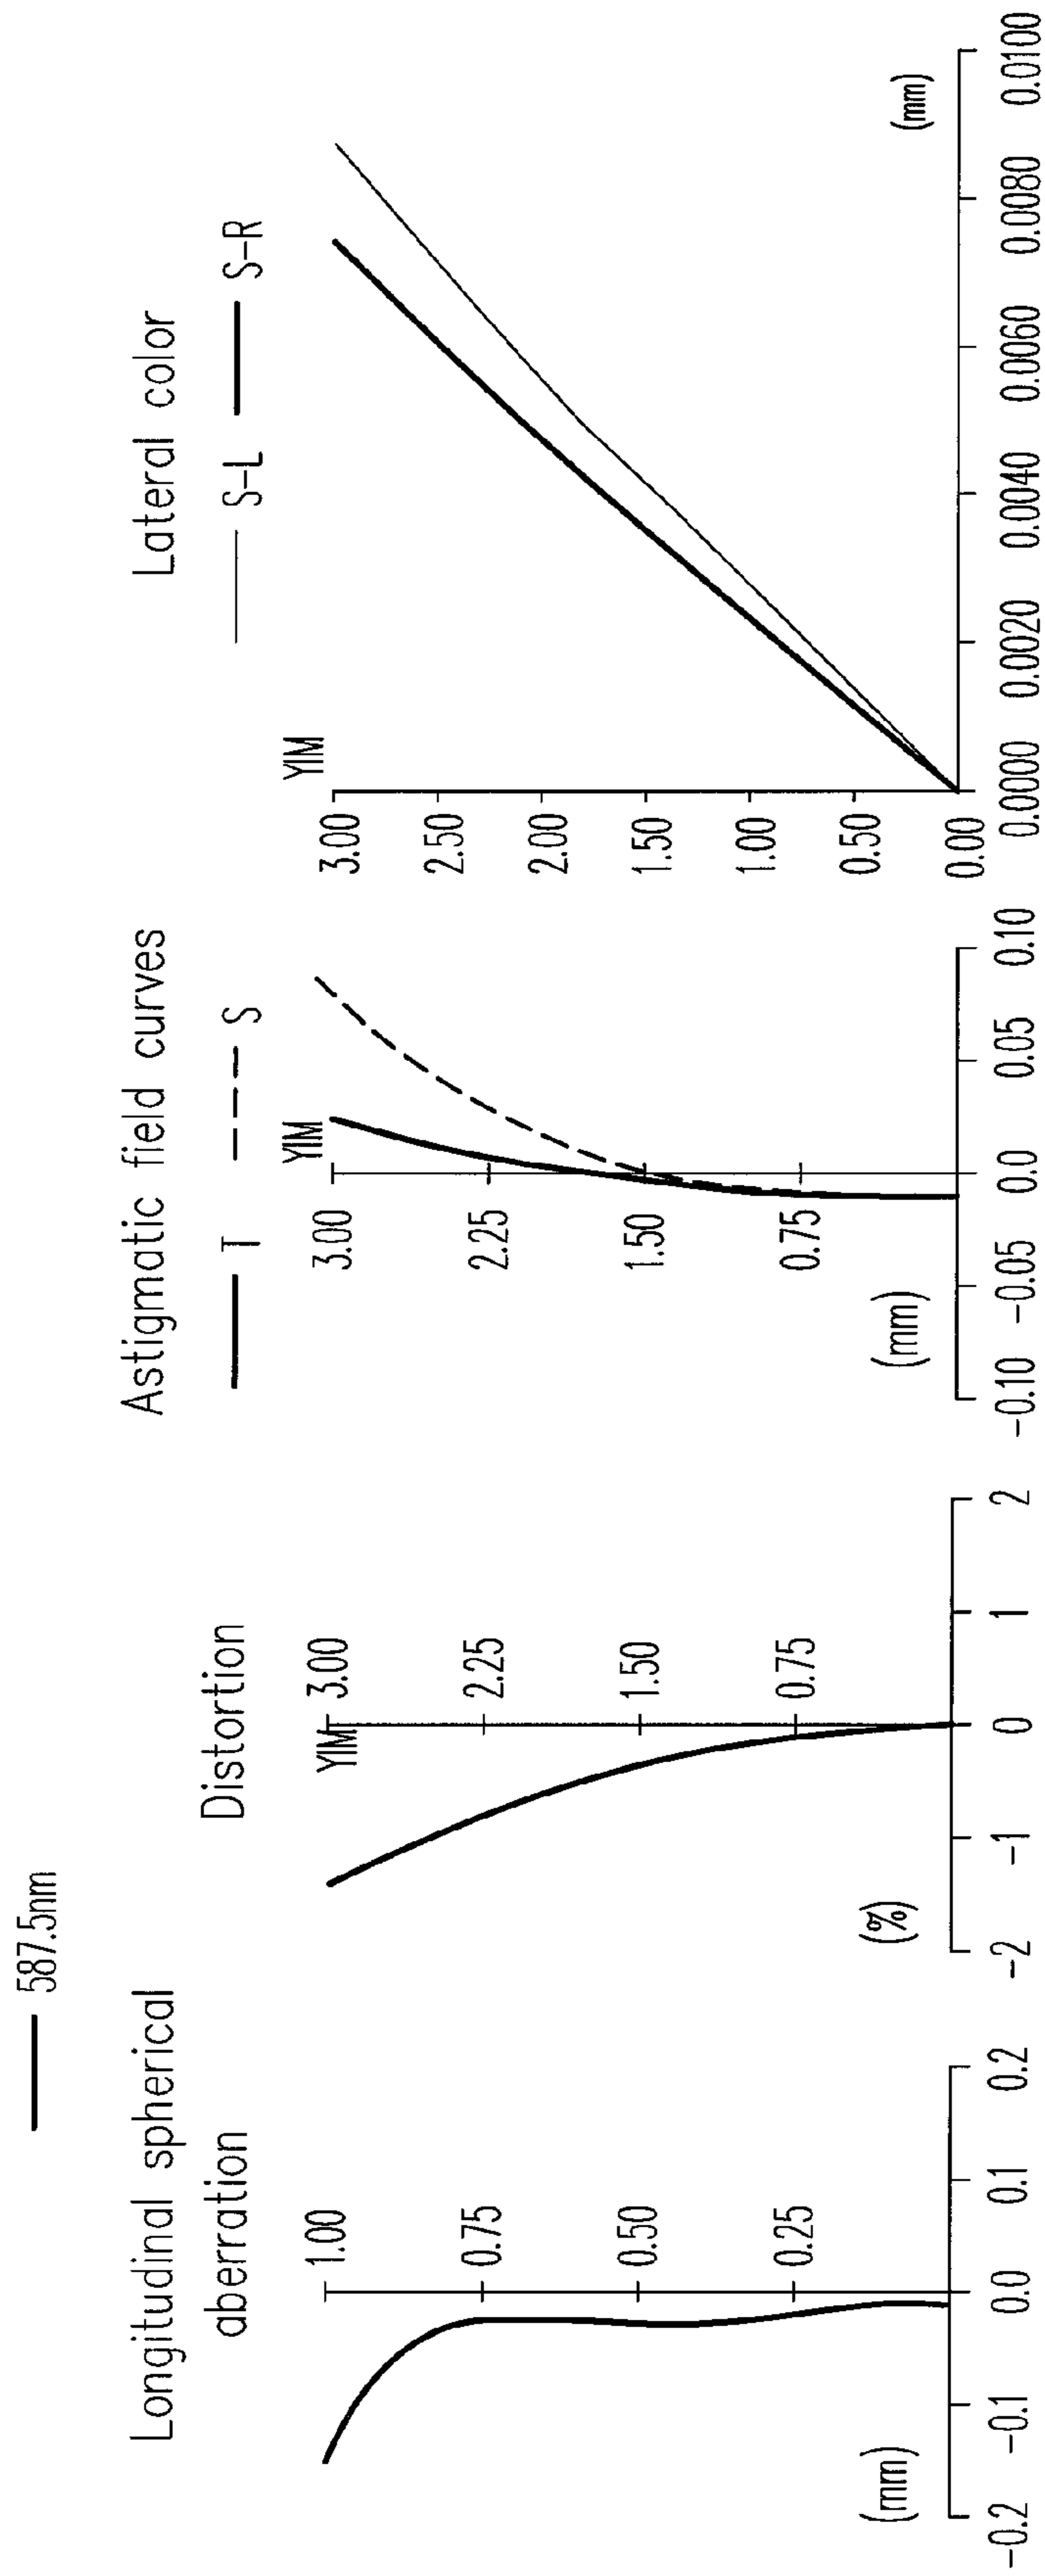 587.5nm
Longitudinal spherical
aberration
1.00
0.75
0.50
0.25
(mm)
-0.2 -0.1 0.0 0.1 0.2
Distortion
YIM
3.00
2.25
1.50
0.75
(%)
-2 -1 0 1 2
Astigmatic field curves
T S
YIM
3.00
2.25
1.50
0.75
(mm)
-0.10 -0.05 0.0 0.05 0.10
Lateral color
S-L S-R
YIM
3.00
2.50
2.00
1.50
1.00
0.50
0.00
(mm)
0.0000 0.0020 0.0040 0.0060 0.0080 0.0100